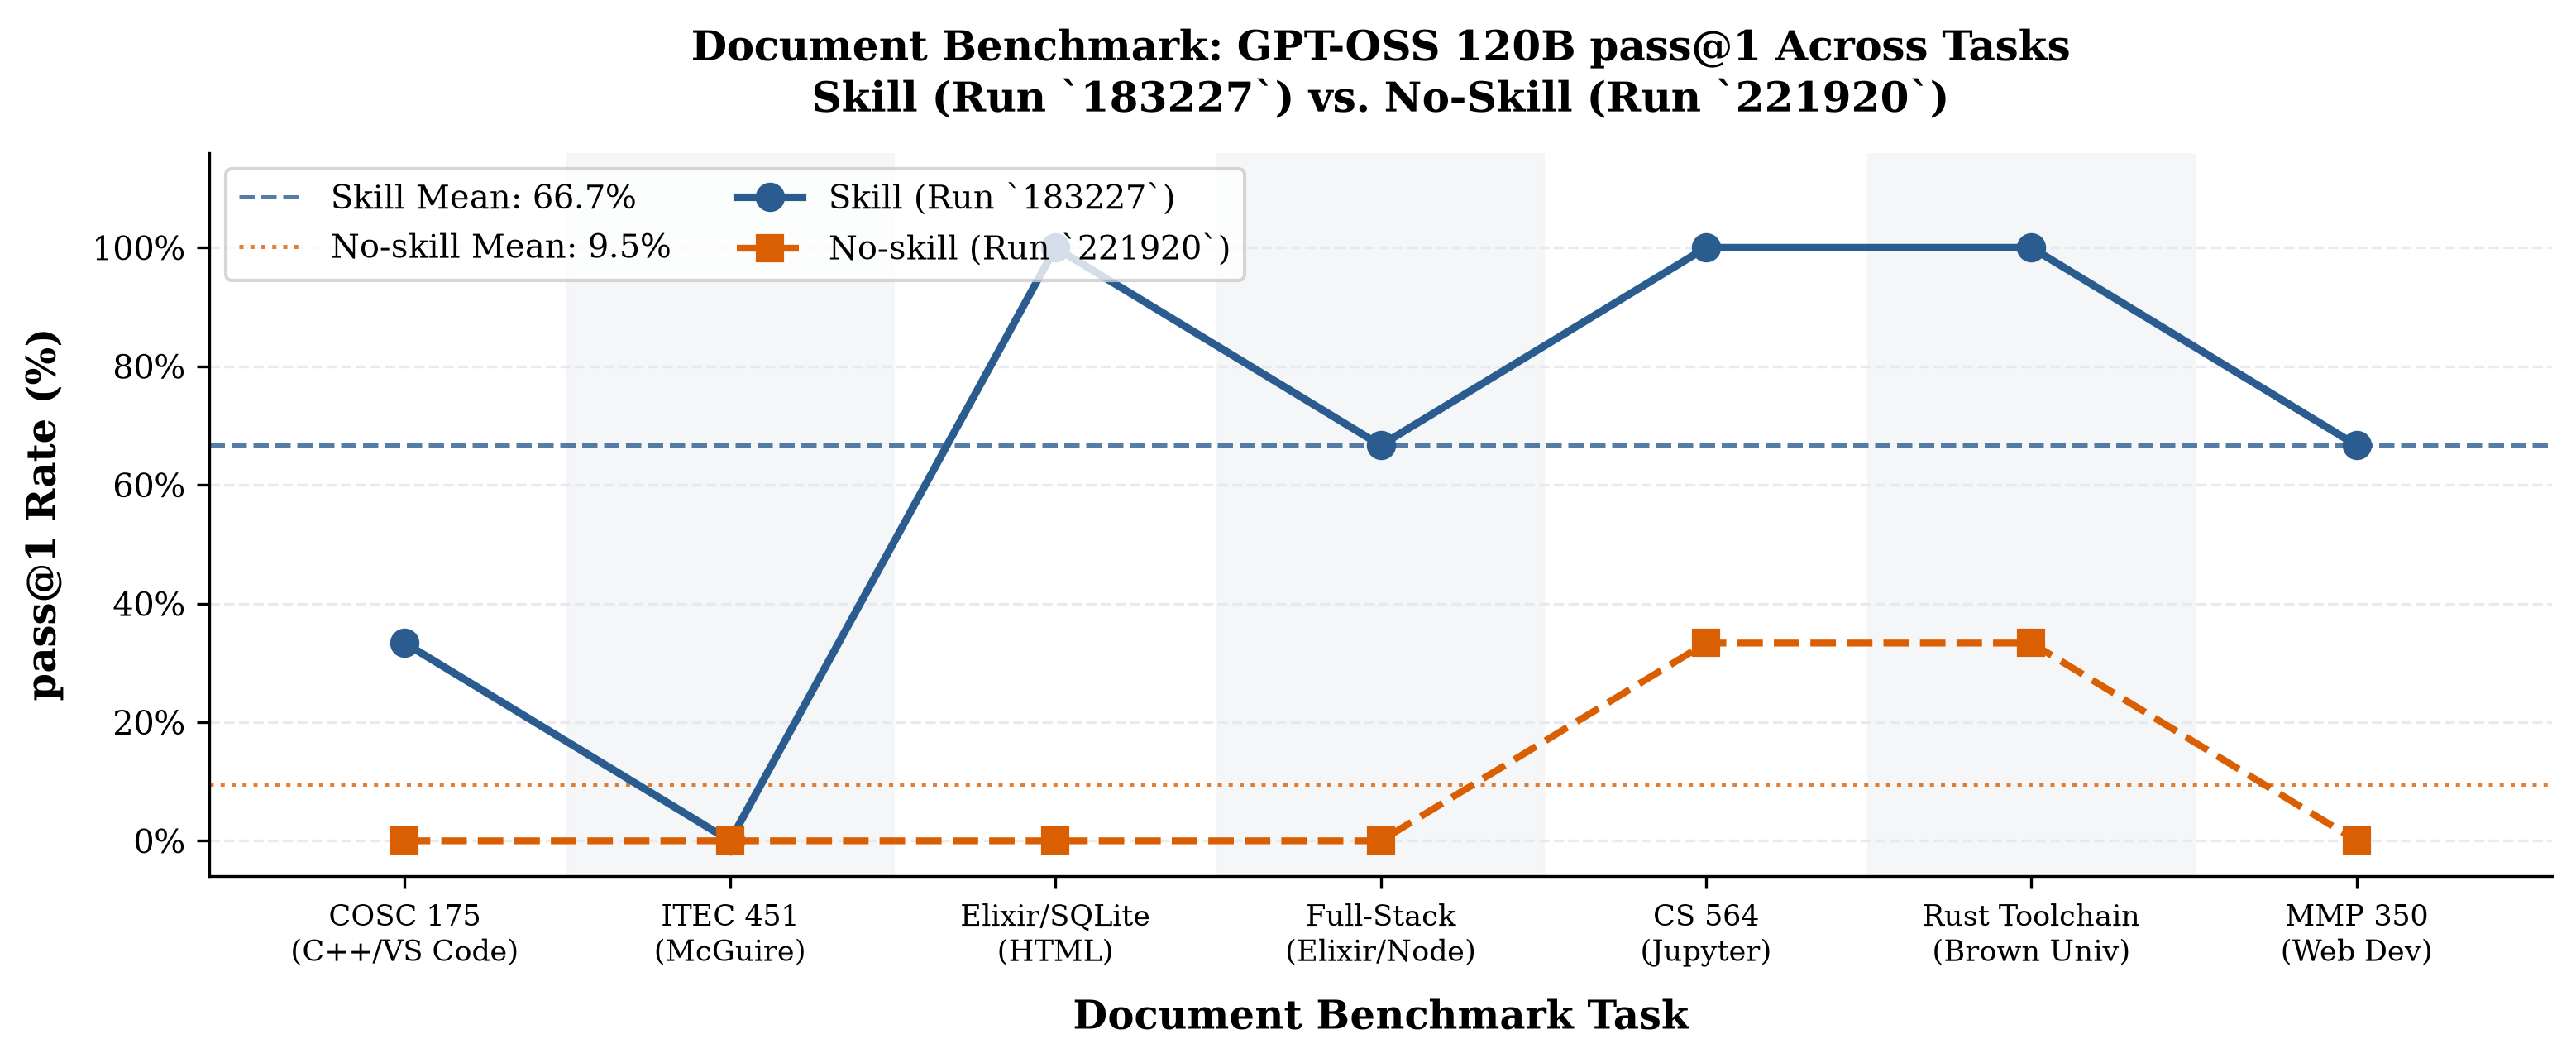 Document Benchmark: GPT-OSS 120B pass@1 Across Tasks
Skill (Run `183227`) vs. No-Skill (Run `221920`)
Skill Mean: 66.7%
No-skill Mean: 9.5%
Skill (Run `183227`)
No-skill (Run `221920`)
pass@1 Rate (%)
100%
80%
60%
40%
20%
0%
COSC 175
(C++/VS Code)
ITEC 451
(McGuire)
Elixir/SQLite
(HTML)
Full-Stack
(Elixir/Node)
CS 564
(Jupyter)
Rust Toolchain
(Brown Univ)
MMP 350
(Web Dev)
Document Benchmark Task